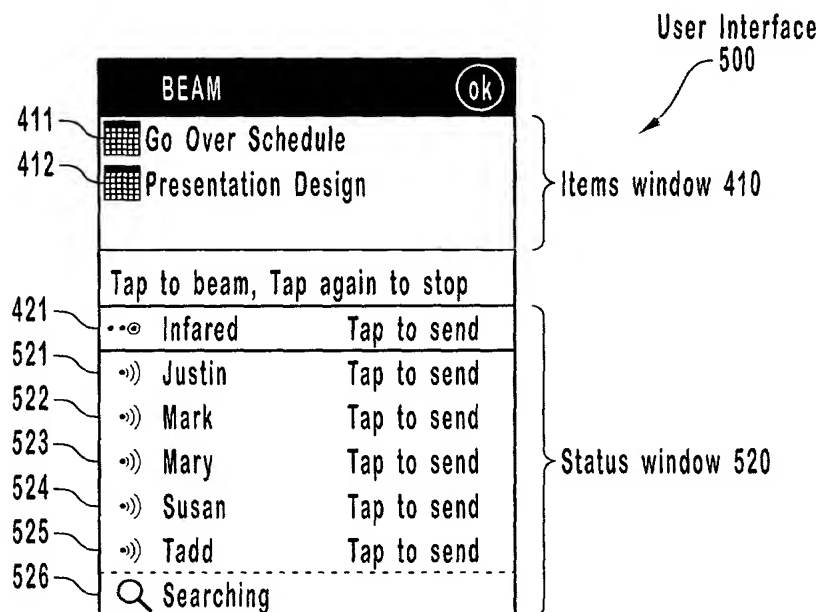 User Interface
500
BEAM ok
411 Go Over Schedule
412 Presentation Design
Items window 410
Tap to beam, Tap again to stop
421 Infared Tap to send
521 Justin Tap to send
522 Mark Tap to send
523 Mary Tap to send
Status window 520
524 Susan Tap to send
525 Tadd Tap to send
526 Searching